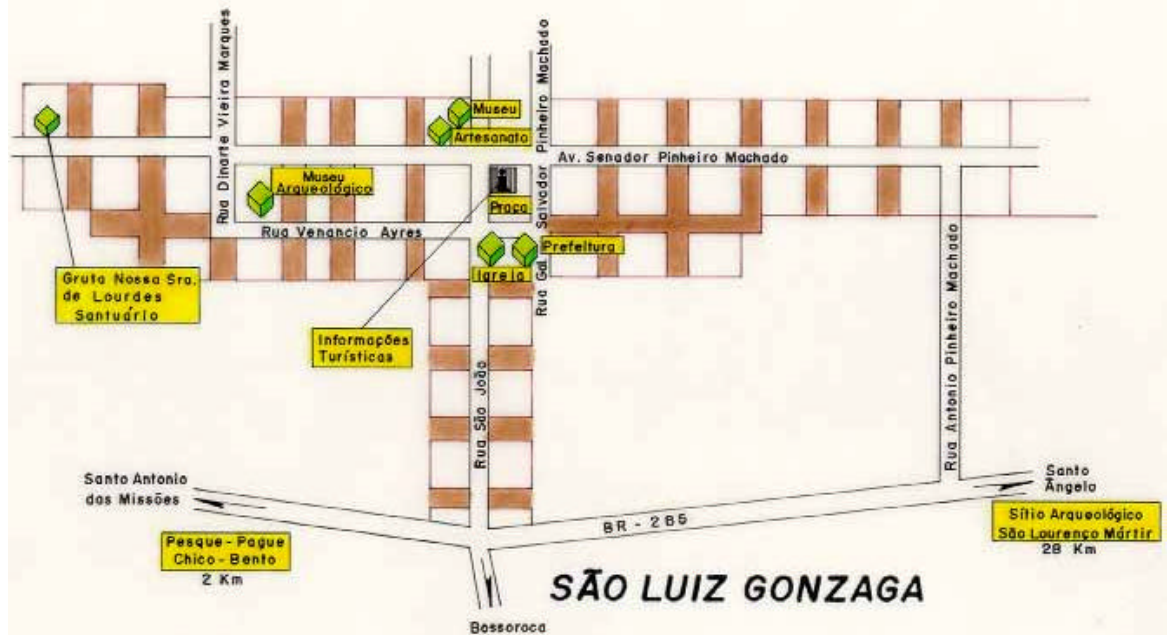 Rua Dinarte Vieira Marques
Rua Gal Salvador Pinheiro Machado
Museu
Artesanato
Av. Senador Pinheiro Machado
Museu
Arqueológico
Praça
Rua Venancio Ayres
Igreja
Prefeitura
Gruta Nossa Sra.
de Lourdes
Santuário
Informações
Turísticas
Rua São João
Rua Antonio Pinheiro Machado
Santo Antonio
das Missões
Pesque-Pague
Chico-Bento
2 Km
BR-285
Santo
Ângelo
Sítio Arqueológico
São Lourenço Mártir
28 Km
SÃO LUIZ GONZAGA
Bossoroca